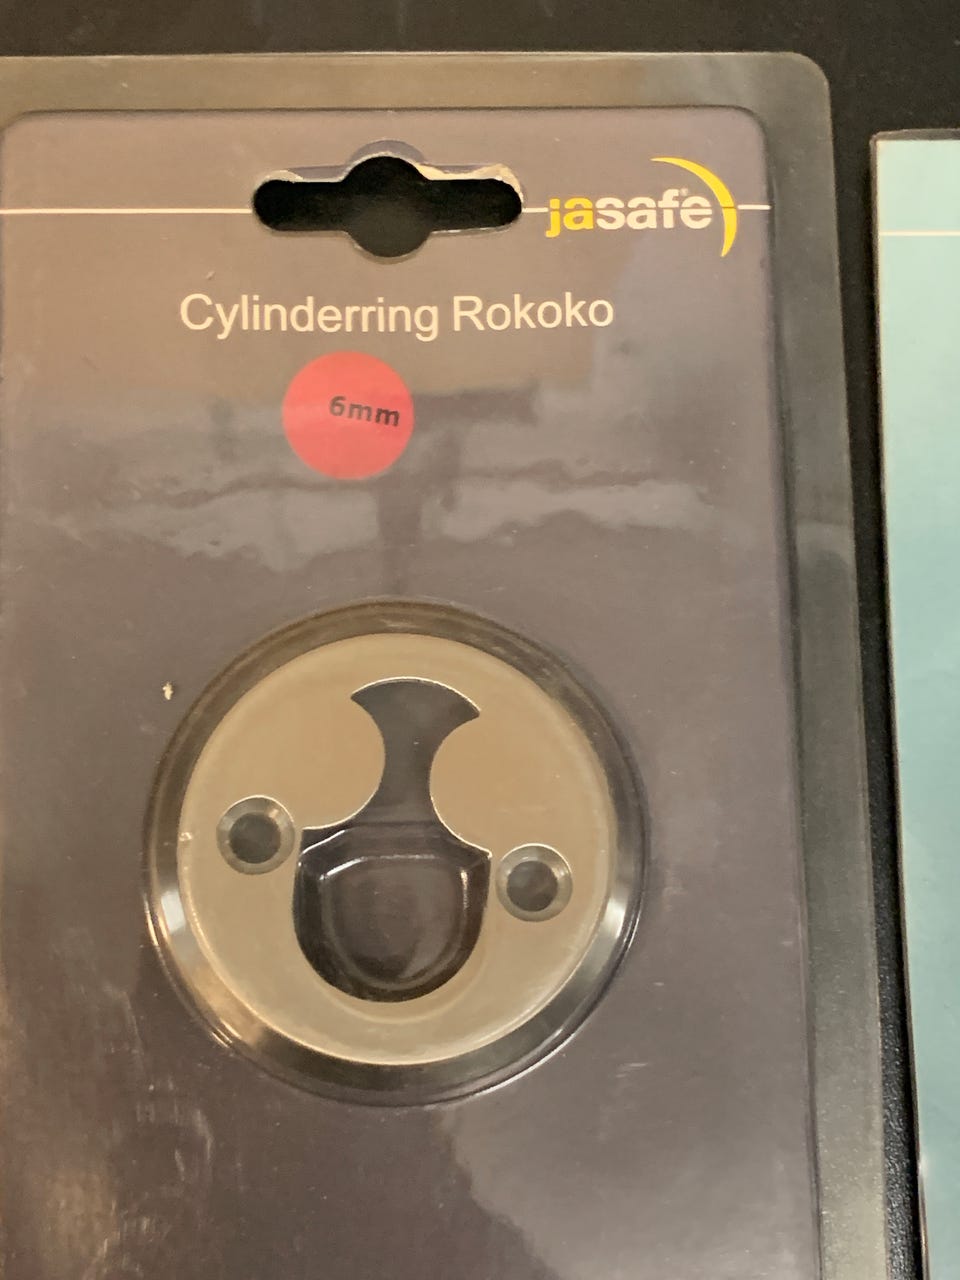 jasafe®
Cylinderring Rokoko
6mm